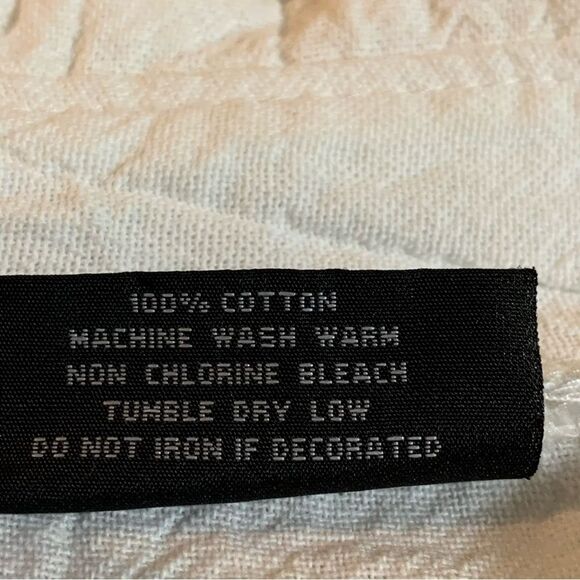 100% COTTON
MACHINE WASH WARM
NON CHLORINE BLEACH
TUMBLE DRY LOW
DO NOT IRON IF DECORATED